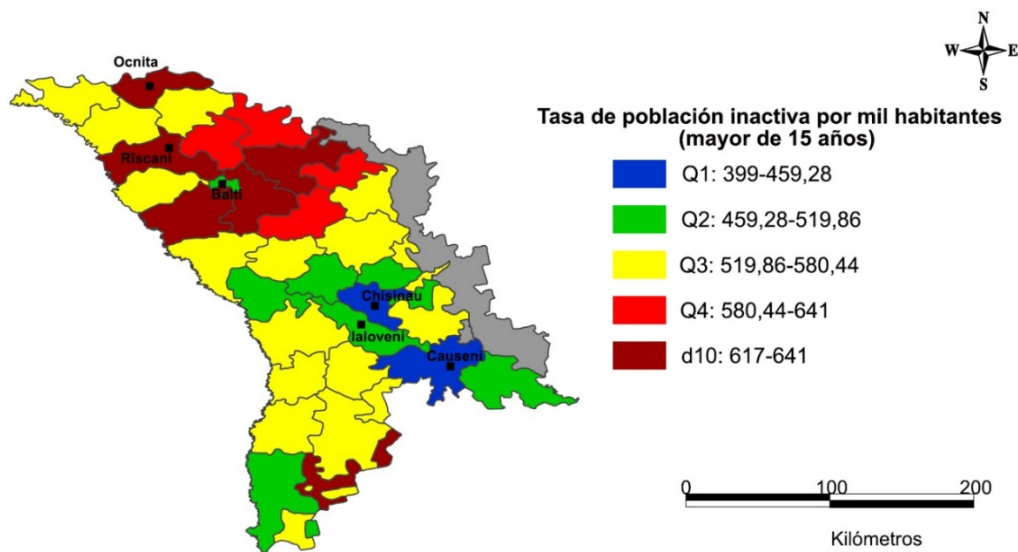 N
W E
S
Ocnita
Riscani
Balti
Chisinau
Ialoveni
Causeni
Tasa de población inactiva por mil habitantes
(mayor de 15 años)
Q1: 399-459,28
Q2: 459,28-519,86
Q3: 519,86-580,44
Q4: 580,44-641
d10: 617-641
0 100 200
Kilómetros